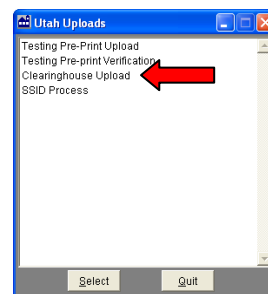 Utah Uploads
Testing Pre-Print Upload
Testing Pre-print Verification
Clearinghouse Upload
SSID Process
Select
Quit